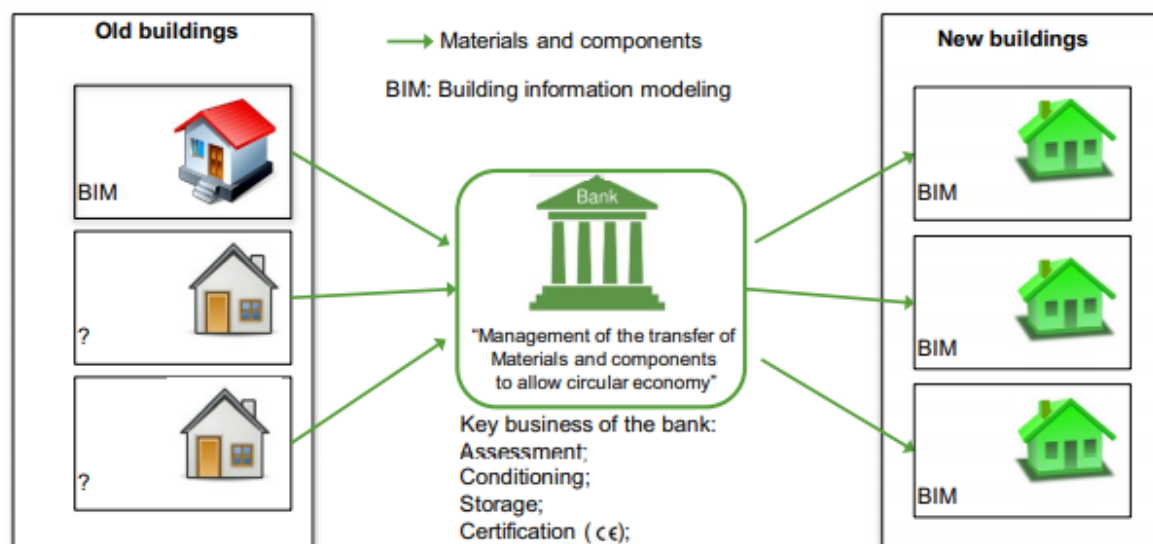 Old buildings
BIM
?
?
Materials and components
BIM: Building information modeling
Bank
“Management of the transfer of
Materials and components
to allow circular economy”
Key business of the bank:
Assessment;
Conditioning;
Storage;
Certification ( CE);
New buildings
BIM
BIM
BIM